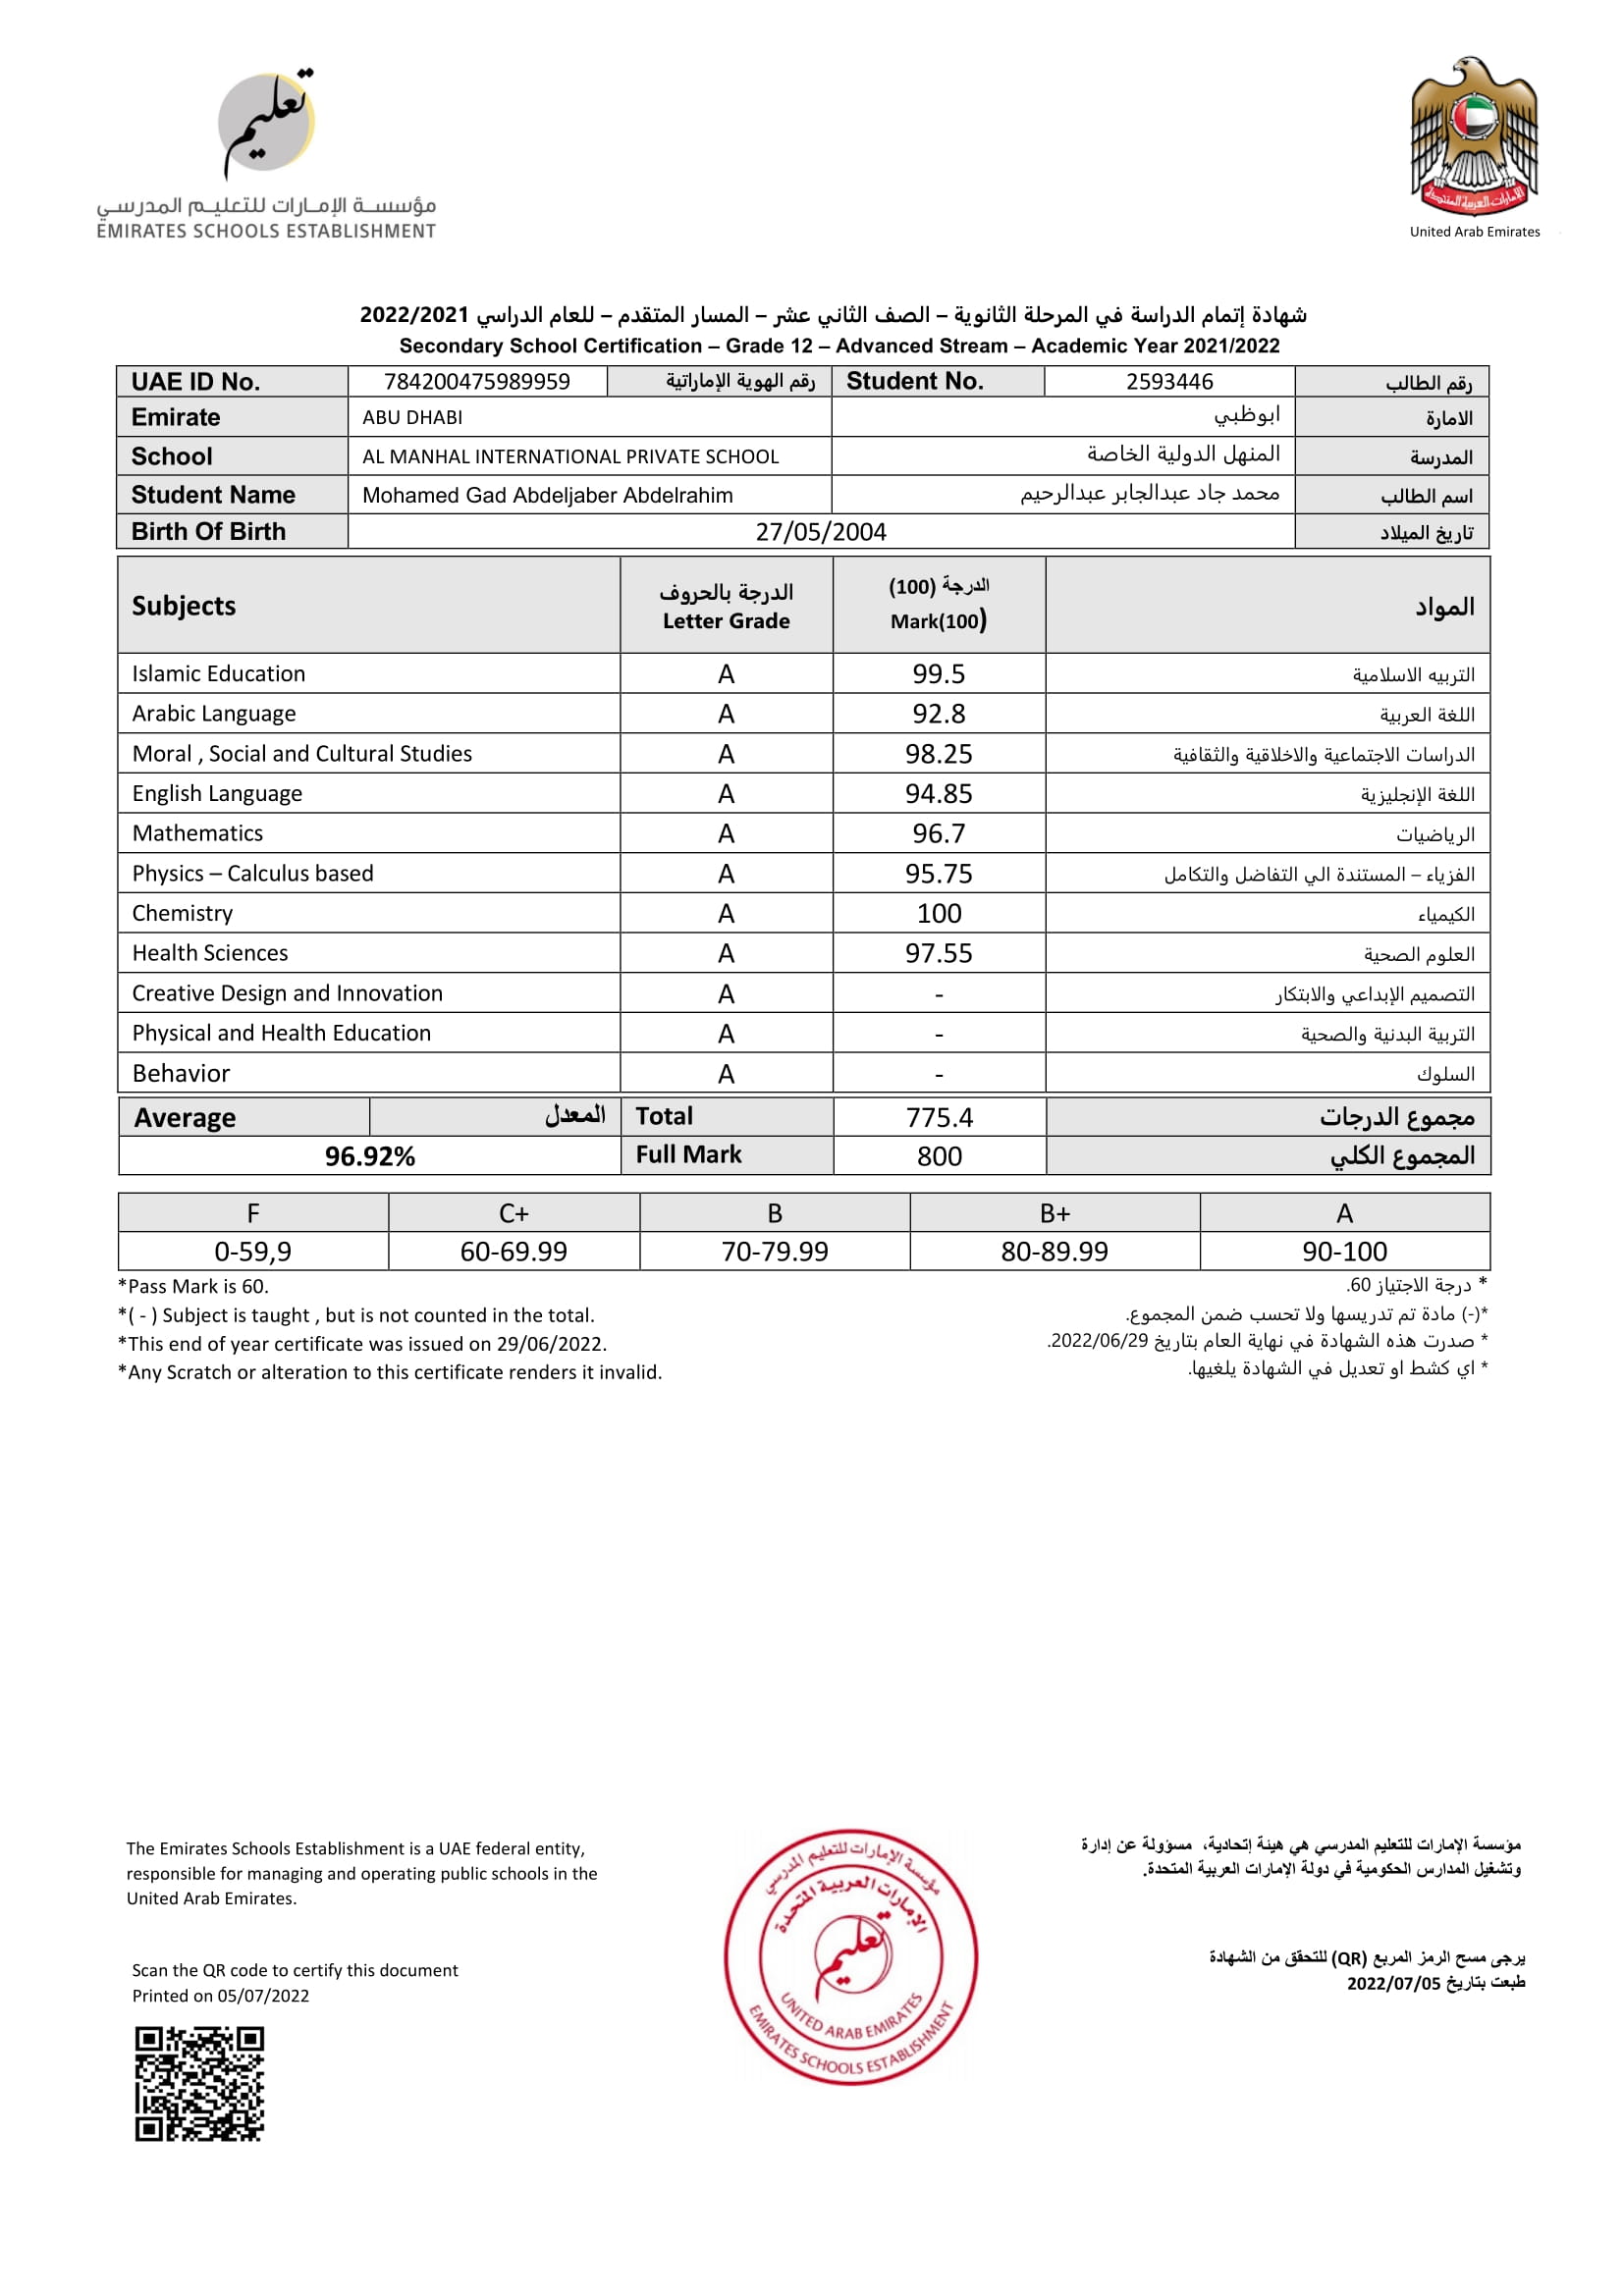 تعليم
مؤسسة الإمارات للتعليم المدرسي
EMIRATES SCHOOLS ESTABLISHMENT
الإمارات العربية المتحدة
United Arab Emirates
شهادة إتمام الدراسة في المرحلة الثانوية – الصف الثاني عشر – المسار المتقدم – للعام الدراسي 2022/2021
Secondary School Certification – Grade 12 – Advanced Stream – Academic Year 2021/2022
UAE ID No. 784200475989959 رقم الهوية الإماراتية Student No. 2593446 رقم الطالب
Emirate ABU DHABI ابوظبي الامارة
School AL MANHAL INTERNATIONAL PRIVATE SCHOOL المنهل الدولية الخاصة المدرسة
Student Name Mohamed Gad Abdeljaber Abdelrahim محمد جاد عبدالجابر عبدالرحيم اسم الطالب
Birth Of Birth 27/05/2004 تاريخ الميلاد
Subjects الدرجة بالحروف Letter Grade الدرجة (100) Mark(100) المواد
Islamic Education A 99.5 التربيه الاسلامية
Arabic Language A 92.8 اللغة العربية
Moral , Social and Cultural Studies A 98.25 الدراسات الاجتماعية والاخلاقية والثقافية
English Language A 94.85 اللغة الإنجليزية
Mathematics A 96.7 الرياضيات
Physics – Calculus based A 95.75 الفزياء – المستندة الي التفاضل والتكامل
Chemistry A 100 الكيمياء
Health Sciences A 97.55 العلوم الصحية
Creative Design and Innovation A - التصميم الإبداعي والابتكار
Physical and Health Education A - التربية البدنية والصحية
Behavior A - السلوك
Average المعدل Total 775.4 مجموع الدرجات
96.92% Full Mark 800 المجموع الكلي
F C+ B B+ A
0-59,9 60-69.99 70-79.99 80-89.99 90-100
*Pass Mark is 60.
* درجة الاجتياز 60.
*( - ) Subject is taught , but is not counted in the total.
*(-) مادة تم تدريسها ولا تحسب ضمن المجموع.
*This end of year certificate was issued on 29/06/2022.
* صدرت هذه الشهادة في نهاية العام بتاريخ 2022/06/29.
*Any Scratch or alteration to this certificate renders it invalid.
* اي كشط او تعديل في الشهادة يلغيها.
The Emirates Schools Establishment is a UAE federal entity,
responsible for managing and operating public schools in the
United Arab Emirates.
مؤسسة الإمارات للتعليم المدرسي هي هيئة إتحادية، مسؤولة عن إدارة
وتشغيل المدارس الحكومية في دولة الإمارات العربية المتحدة.
مؤسسة الإمارات للتعليم المدرسي
الإمارات العربية المتحدة
تعليم
UNITED ARAB EMIRATES
EMIRATES SCHOOLS ESTABLISHMENT
Scan the QR code to certify this document
Printed on 05/07/2022
يرجى مسح الرمز المربع (QR) للتحقق من الشهادة
طبعت بتاريخ 2022/07/05